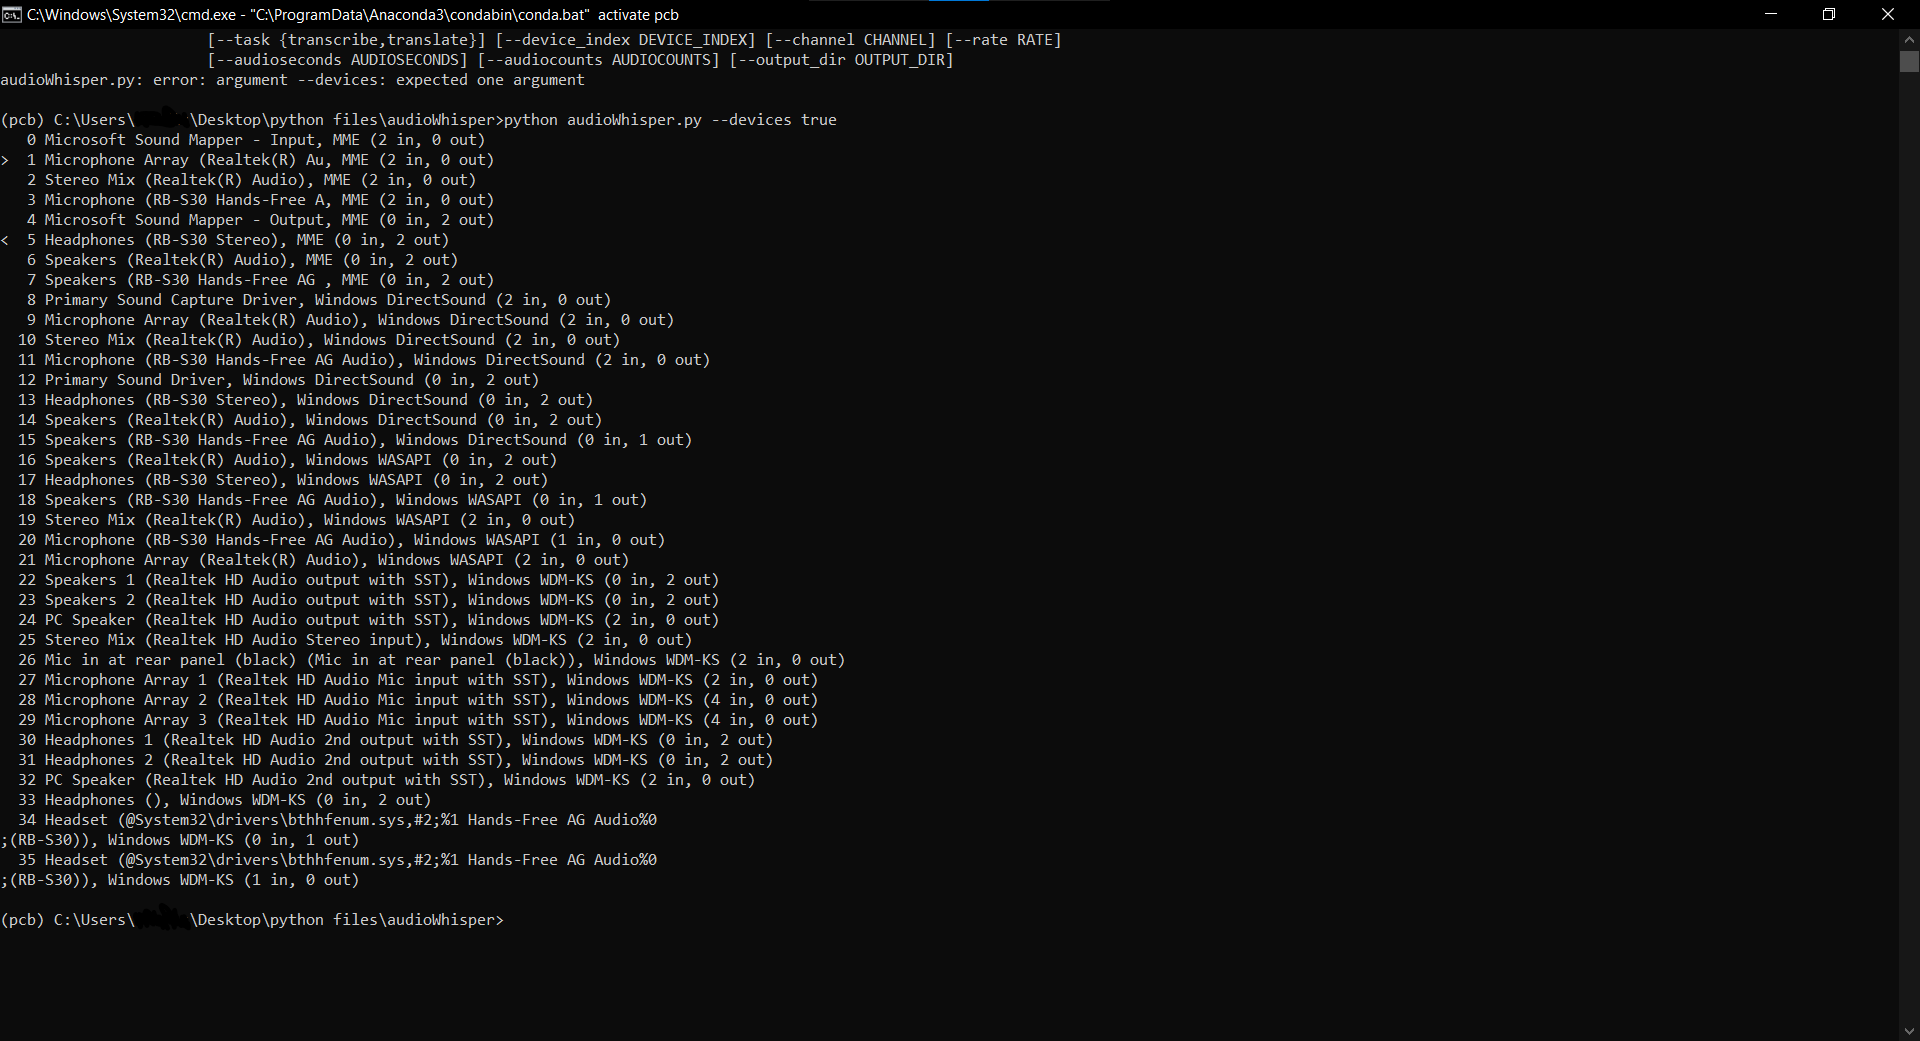 C:\Windows\System32\cmd.exe - "C:\ProgramData\Anaconda3\condabin\conda.bat"  activate pcb
[--task {transcribe,translate}] [--device_index DEVICE_INDEX] [--channel CHANNEL] [--rate RATE]
[--audioseconds AUDIOSECONDS] [--audiocounts AUDIOCOUNTS] [--output_dir OUTPUT_DIR]
audioWhisper.py: error: argument --devices: expected one argument
(pcb) C:\Users\ \Desktop\python files\audioWhisper>python audioWhisper.py --devices true
   0 Microsoft Sound Mapper - Input, MME (2 in, 0 out)
>  1 Microphone Array (Realtek(R) Au, MME (2 in, 0 out)
   2 Stereo Mix (Realtek(R) Audio), MME (2 in, 0 out)
   3 Microphone (RB-S30 Hands-Free A, MME (2 in, 0 out)
   4 Microsoft Sound Mapper - Output, MME (0 in, 2 out)
<  5 Headphones (RB-S30 Stereo), MME (0 in, 2 out)
   6 Speakers (Realtek(R) Audio), MME (0 in, 2 out)
   7 Speakers (RB-S30 Hands-Free AG , MME (0 in, 2 out)
   8 Primary Sound Capture Driver, Windows DirectSound (2 in, 0 out)
   9 Microphone Array (Realtek(R) Audio), Windows DirectSound (2 in, 0 out)
  10 Stereo Mix (Realtek(R) Audio), Windows DirectSound (2 in, 0 out)
  11 Microphone (RB-S30 Hands-Free AG Audio), Windows DirectSound (2 in, 0 out)
  12 Primary Sound Driver, Windows DirectSound (0 in, 2 out)
  13 Headphones (RB-S30 Stereo), Windows DirectSound (0 in, 2 out)
  14 Speakers (Realtek(R) Audio), Windows DirectSound (0 in, 2 out)
  15 Speakers (RB-S30 Hands-Free AG Audio), Windows DirectSound (0 in, 1 out)
  16 Speakers (Realtek(R) Audio), Windows WASAPI (0 in, 2 out)
  17 Headphones (RB-S30 Stereo), Windows WASAPI (0 in, 2 out)
  18 Speakers (RB-S30 Hands-Free AG Audio), Windows WASAPI (0 in, 1 out)
  19 Stereo Mix (Realtek(R) Audio), Windows WASAPI (2 in, 0 out)
  20 Microphone (RB-S30 Hands-Free AG Audio), Windows WASAPI (1 in, 0 out)
  21 Microphone Array (Realtek(R) Audio), Windows WASAPI (2 in, 0 out)
  22 Speakers 1 (Realtek HD Audio output with SST), Windows WDM-KS (0 in, 2 out)
  23 Speakers 2 (Realtek HD Audio output with SST), Windows WDM-KS (0 in, 2 out)
  24 PC Speaker (Realtek HD Audio output with SST), Windows WDM-KS (2 in, 0 out)
  25 Stereo Mix (Realtek HD Audio Stereo input), Windows WDM-KS (2 in, 0 out)
  26 Mic in at rear panel (black) (Mic in at rear panel (black)), Windows WDM-KS (2 in, 0 out)
  27 Microphone Array 1 (Realtek HD Audio Mic input with SST), Windows WDM-KS (2 in, 0 out)
  28 Microphone Array 2 (Realtek HD Audio Mic input with SST), Windows WDM-KS (4 in, 0 out)
  29 Microphone Array 3 (Realtek HD Audio Mic input with SST), Windows WDM-KS (4 in, 0 out)
  30 Headphones 1 (Realtek HD Audio 2nd output with SST), Windows WDM-KS (0 in, 2 out)
  31 Headphones 2 (Realtek HD Audio 2nd output with SST), Windows WDM-KS (0 in, 2 out)
  32 PC Speaker (Realtek HD Audio 2nd output with SST), Windows WDM-KS (2 in, 0 out)
  33 Headphones (), Windows WDM-KS (0 in, 2 out)
  34 Headset (@System32\drivers\bthhfenum.sys,#2;%1 Hands-Free AG Audio%0
;(RB-S30)), Windows WDM-KS (0 in, 1 out)
  35 Headset (@System32\drivers\bthhfenum.sys,#2;%1 Hands-Free AG Audio%0
;(RB-S30)), Windows WDM-KS (1 in, 0 out)
(pcb) C:\Users\ \Desktop\python files\audioWhisper>